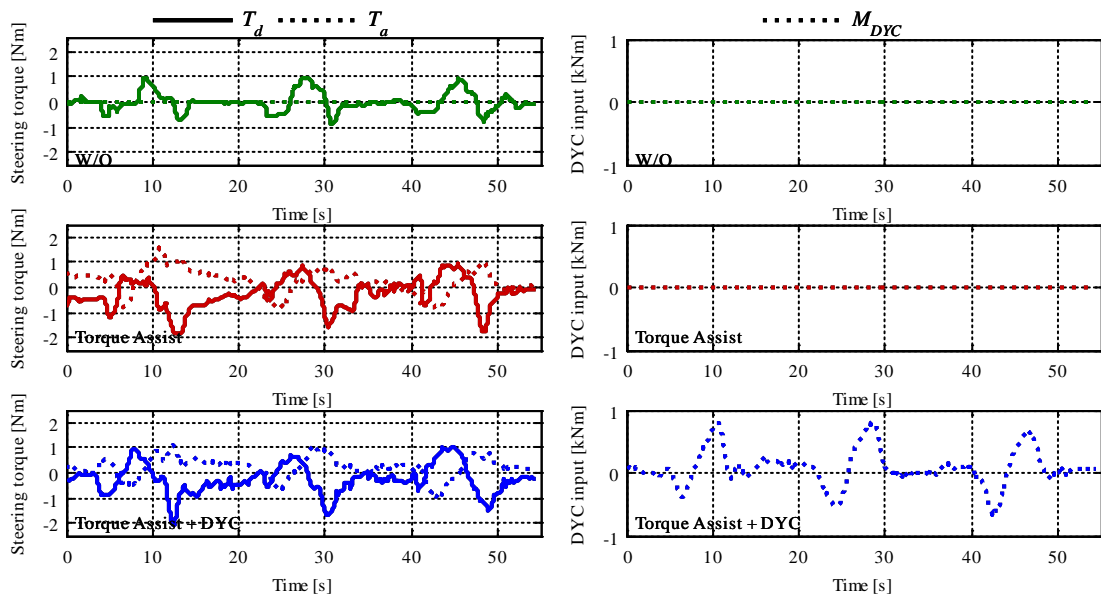 T_d T_a
M_DYC
Steering torque [Nm]
2
1
0
-1
-2
W/O
0 10 20 30 40 50
Time [s]
DYC input [kNm]
1
0
-1
W/O
0 10 20 30 40 50
Time [s]
Steering torque [Nm]
2
1
0
-1
-2
Torque Assist
0 10 20 30 40 50
Time [s]
DYC input [kNm]
1
0
-1
Torque Assist
0 10 20 30 40 50
Time [s]
Steering torque [Nm]
2
1
0
-1
-2
Torque Assist + DYC
0 10 20 30 40 50
Time [s]
DYC input [kNm]
1
0
-1
Torque Assist + DYC
0 10 20 30 40 50
Time [s]